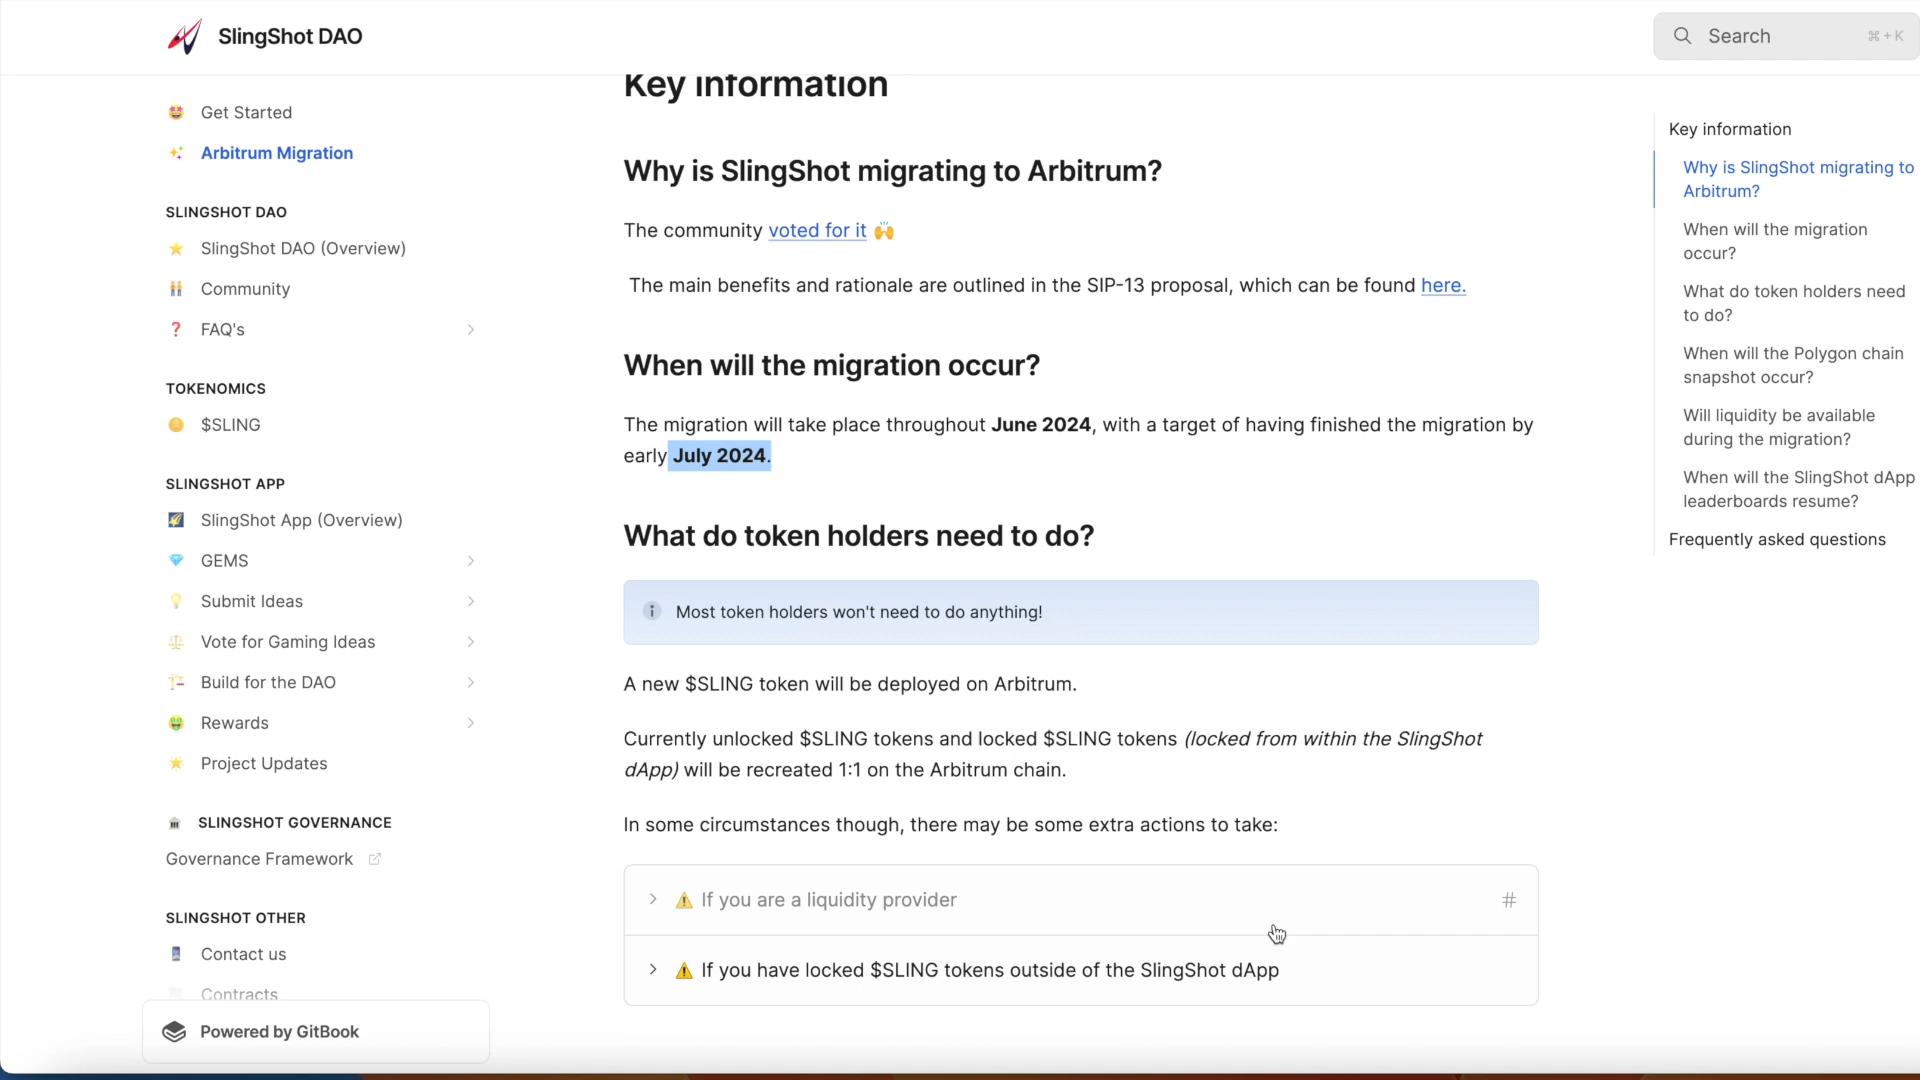 SlingShot DAO
Search
⌘ + K
Get Started
Arbitrum Migration
SLINGSHOT DAO
SlingShot DAO (Overview)
Community
FAQ's
TOKENOMICS
$SLING
SLINGSHOT APP
SlingShot App (Overview)
GEMS
Submit Ideas
Vote for Gaming Ideas
Build for the DAO
Rewards
Project Updates
SLINGSHOT GOVERNANCE
Governance Framework
SLINGSHOT OTHER
Contact us
Contracts
Powered by GitBook
Key information
Why is SlingShot migrating to Arbitrum?
The community voted for it 🙌
The main benefits and rationale are outlined in the SIP-13 proposal, which can be found here.
When will the migration occur?
The migration will take place throughout June 2024, with a target of having finished the migration by
early July 2024.
What do token holders need to do?
Most token holders won't need to do anything!
A new $SLING token will be deployed on Arbitrum.
Currently unlocked $SLING tokens and locked $SLING tokens (locked from within the SlingShot
dApp) will be recreated 1:1 on the Arbitrum chain.
In some circumstances though, there may be some extra actions to take:
⚠️ If you are a liquidity provider
#
⚠️ If you have locked $SLING tokens outside of the SlingShot dApp
Key information
Why is SlingShot migrating to
Arbitrum?
When will the migration
occur?
What do token holders need
to do?
When will the Polygon chain
snapshot occur?
Will liquidity be available
during the migration?
When will the SlingShot dApp
leaderboards resume?
Frequently asked questions